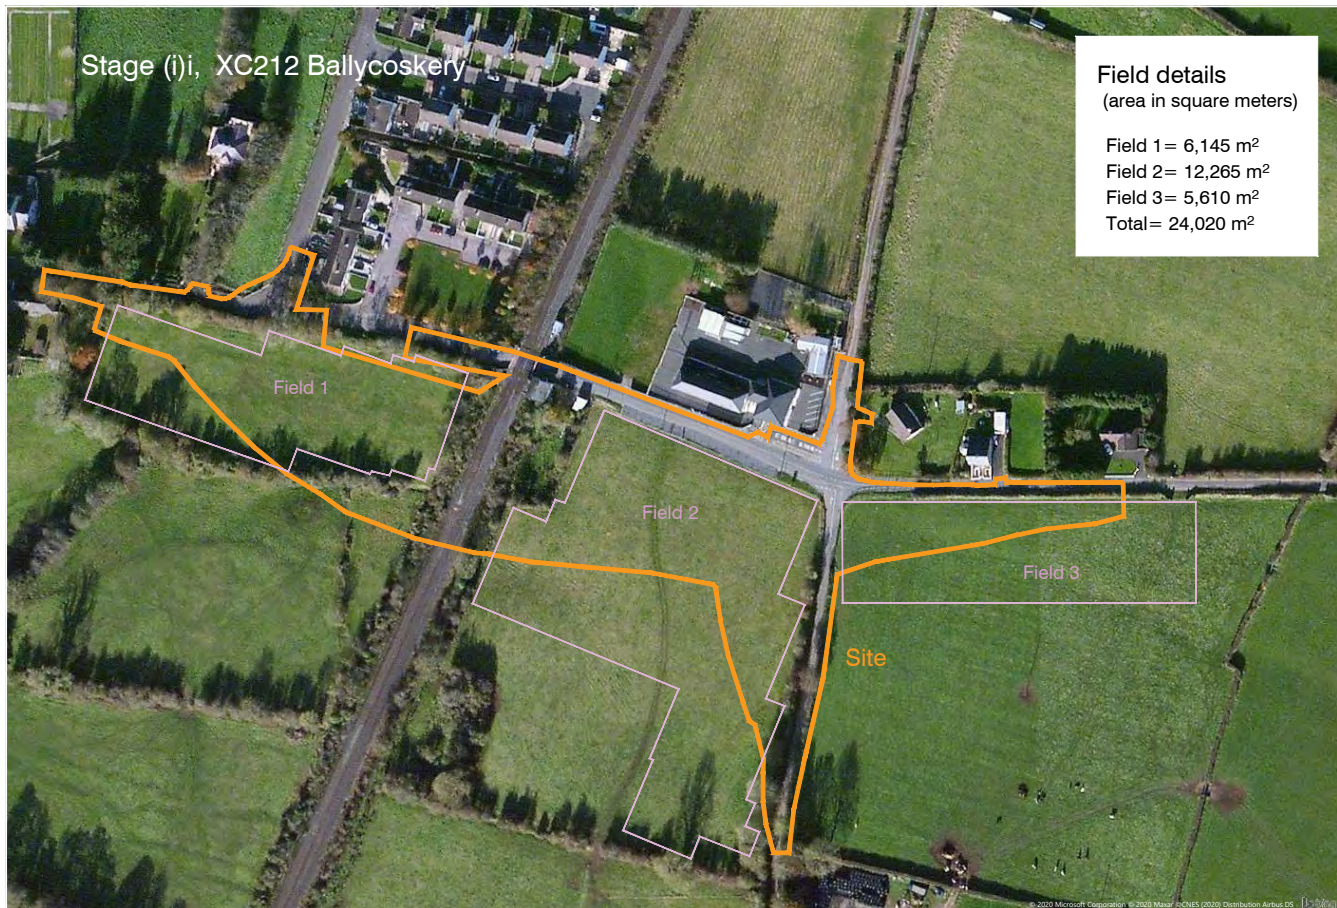 Stage (i)i, XC212 Ballycoskery
Field details
(area in square meters)
Field 1= 6,145 m²
Field 2= 12,265 m²
Field 3= 5,610 m²
Total= 24,020 m²
Field 1
Field 2
Field 3
Site
© 2020 Microsoft Corporation © 2020 Maxar ©CNES (2020) Distribution Airbus DS